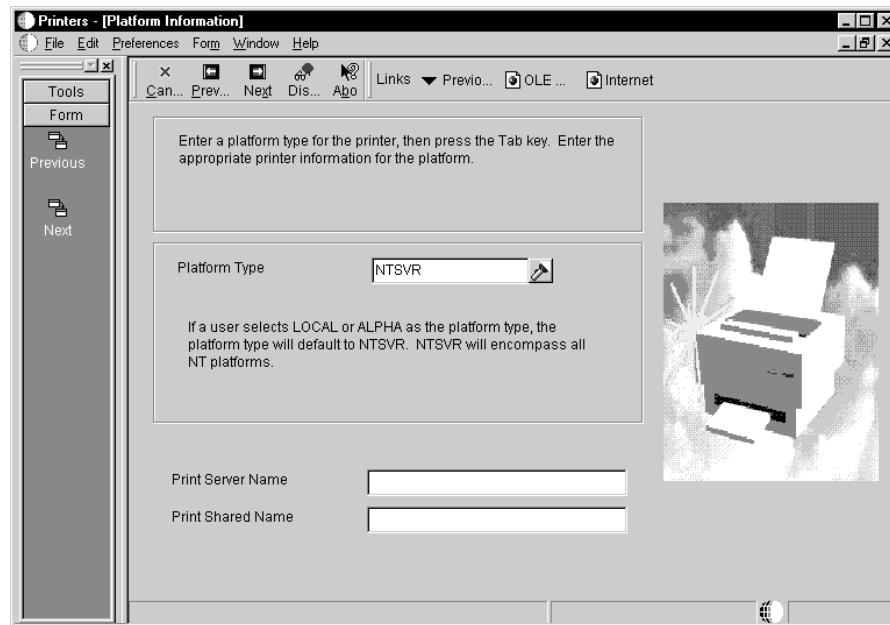 Printers - [Platform Information]
File Edit Preferences Form Window Help
Tools
Form
Previous
Next
Can... Prev... Next Dis... Abo Links Previo... OLE ... Internet
Enter a platform type for the printer, then press the Tab key. Enter the
appropriate printer information for the platform.
Platform Type NTSVR
If a user selects LOCAL or ALPHA as the platform type, the
platform type will default to NTSVR. NTSVR will encompass all
NT platforms.
Print Server Name
Print Shared Name